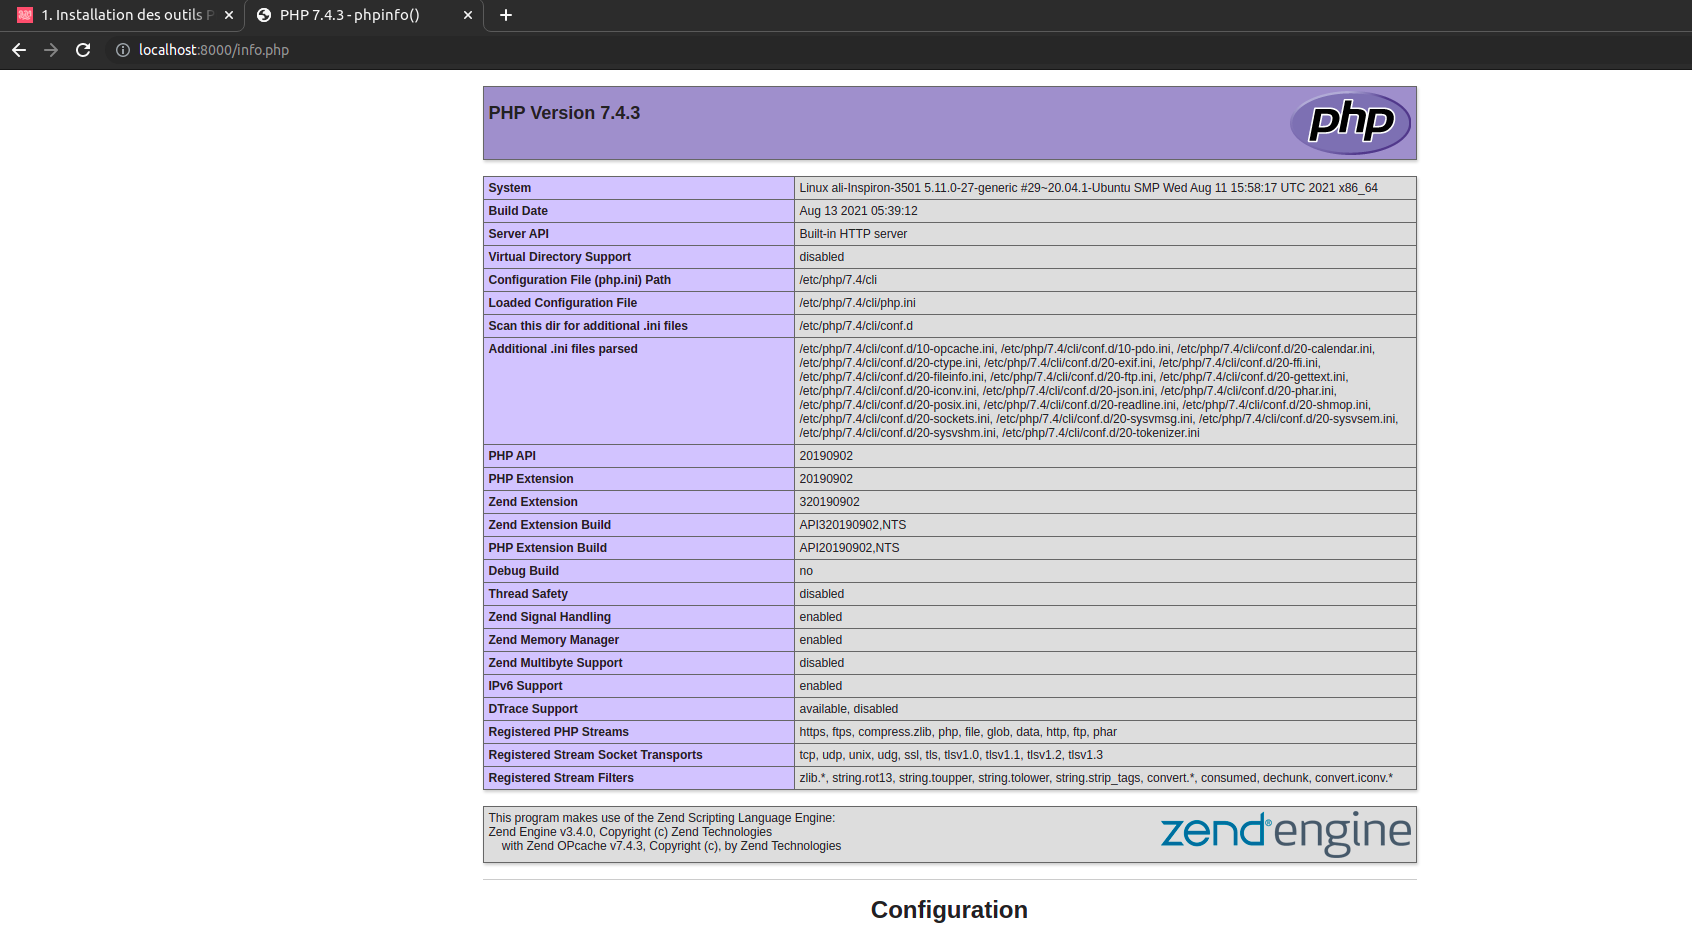 1. Installation des outils P
PHP 7.4.3 - phpinfo()
localhost:8000/info.php
PHP Version 7.4.3
php
System Linux ali-Inspiron-3501 5.11.0-27-generic #29~20.04.1-Ubuntu SMP Wed Aug 11 15:58:17 UTC 2021 x86_64
Build Date Aug 13 2021 05:39:12
Server API Built-in HTTP server
Virtual Directory Support disabled
Configuration File (php.ini) Path /etc/php/7.4/cli
Loaded Configuration File /etc/php/7.4/cli/php.ini
Scan this dir for additional .ini files /etc/php/7.4/cli/conf.d
Additional .ini files parsed /etc/php/7.4/cli/conf.d/10-opcache.ini, /etc/php/7.4/cli/conf.d/10-pdo.ini, /etc/php/7.4/cli/conf.d/20-calendar.ini,
/etc/php/7.4/cli/conf.d/20-ctype.ini, /etc/php/7.4/cli/conf.d/20-exif.ini, /etc/php/7.4/cli/conf.d/20-ffi.ini,
/etc/php/7.4/cli/conf.d/20-fileinfo.ini, /etc/php/7.4/cli/conf.d/20-ftp.ini, /etc/php/7.4/cli/conf.d/20-gettext.ini,
/etc/php/7.4/cli/conf.d/20-iconv.ini, /etc/php/7.4/cli/conf.d/20-json.ini, /etc/php/7.4/cli/conf.d/20-phar.ini,
/etc/php/7.4/cli/conf.d/20-posix.ini, /etc/php/7.4/cli/conf.d/20-readline.ini, /etc/php/7.4/cli/conf.d/20-shmop.ini,
/etc/php/7.4/cli/conf.d/20-sockets.ini, /etc/php/7.4/cli/conf.d/20-sysvmsg.ini, /etc/php/7.4/cli/conf.d/20-sysvsem.ini,
/etc/php/7.4/cli/conf.d/20-sysvshm.ini, /etc/php/7.4/cli/conf.d/20-tokenizer.ini
PHP API 20190902
PHP Extension 20190902
Zend Extension 320190902
Zend Extension Build API320190902,NTS
PHP Extension Build API20190902,NTS
Debug Build no
Thread Safety disabled
Zend Signal Handling enabled
Zend Memory Manager enabled
Zend Multibyte Support disabled
IPv6 Support enabled
DTrace Support available, disabled
Registered PHP Streams https, ftps, compress.zlib, php, file, glob, data, http, ftp, phar
Registered Stream Socket Transports tcp, udp, unix, udg, ssl, tls, tlsv1.0, tlsv1.1, tlsv1.2, tlsv1.3
Registered Stream Filters zlib.*, string.rot13, string.toupper, string.tolower, string.strip_tags, convert.*, consumed, dechunk, convert.iconv.*
This program makes use of the Zend Scripting Language Engine:
Zend Engine v3.4.0, Copyright (c) Zend Technologies
with Zend OPcache v7.4.3, Copyright (c), by Zend Technologies
zend® engine
Configuration